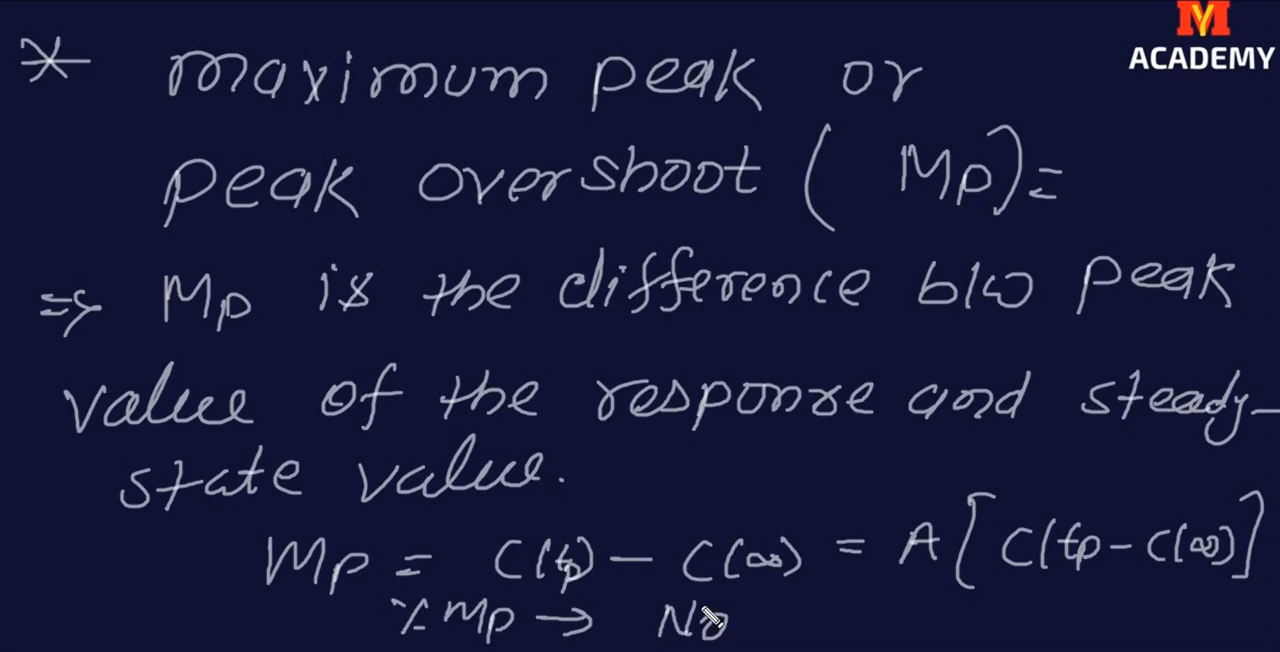 M
ACADEMY
* maximum peak or
peak overshoot ( Mp)=
=> Mp is the difference b/w peak
value of the response and steady-
state value.
Mp = C(tp) - C(∞) = A[C(tp - C(∞)]
% Mp → No